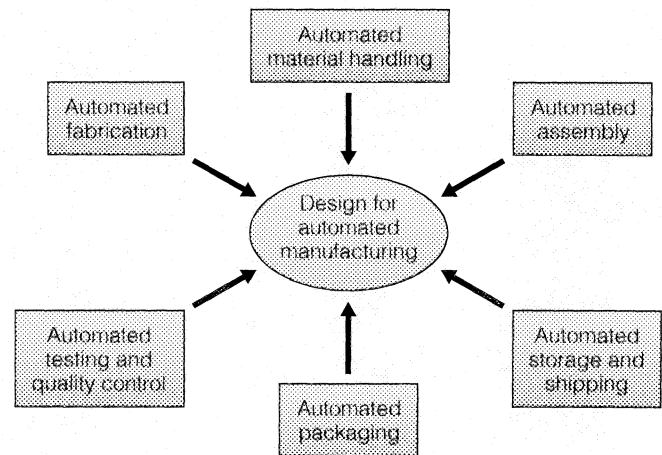 Automated
material handling
Automated
fabrication
Automated
assembly
Design for
automated
manufacturing
Automated
testing and
quality control
Automated
storage and
shipping
Automated
packaging